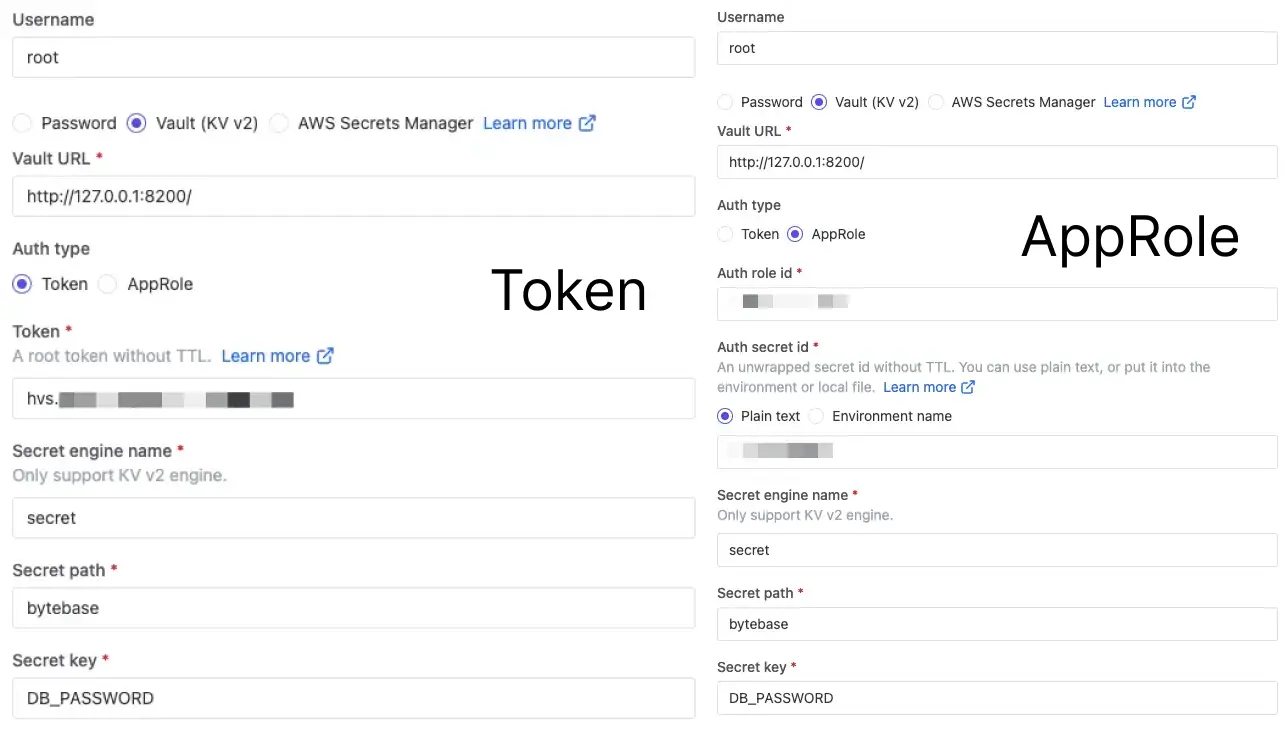 Username
root
Password Vault (KV v2) AWS Secrets Manager Learn more
Vault URL *
http://127.0.0.1:8200/
Auth type
Token AppRole
Token
Token *
A root token without TTL. Learn more
hvs.
Secret engine name *
Only support KV v2 engine.
secret
Secret path *
bytebase
Secret key *
DB_PASSWORD
Username
root
Password Vault (KV v2) AWS Secrets Manager Learn more
Vault URL *
http://127.0.0.1:8200/
Auth type
Token AppRole
AppRole
Auth role id *
Auth secret id *
An unwrapped secret id without TTL. You can use plain text, or put it into the
environment or local file. Learn more
Plain text Environment name
Secret engine name *
Only support KV v2 engine.
secret
Secret path *
bytebase
Secret key *
DB_PASSWORD